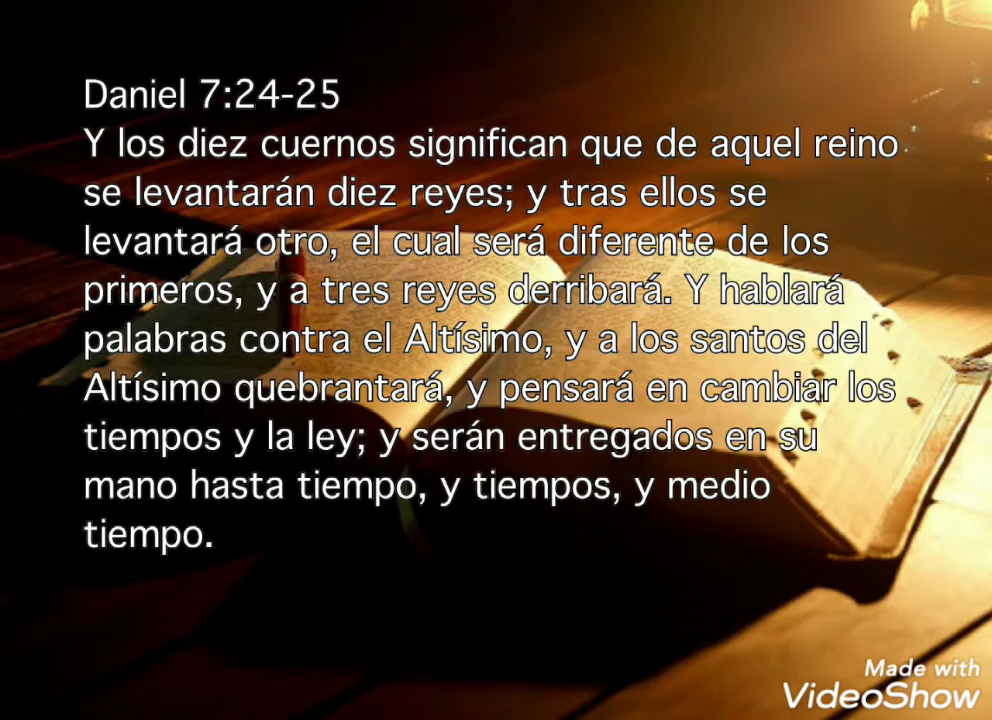 Daniel 7:24-25
Y los diez cuernos significan que de aquel reino
se levantarán diez reyes; y tras ellos se
levantará otro, el cual será diferente de los
primeros, y a tres reyes derribará. Y hablará
palabras contra el Altísimo, y a los santos del
Altísimo quebrantará, y pensará en cambiar los
tiempos y la ley; y serán entregados en su
mano hasta tiempo, y tiempos, y medio
tiempo.
Made with
VideoShow